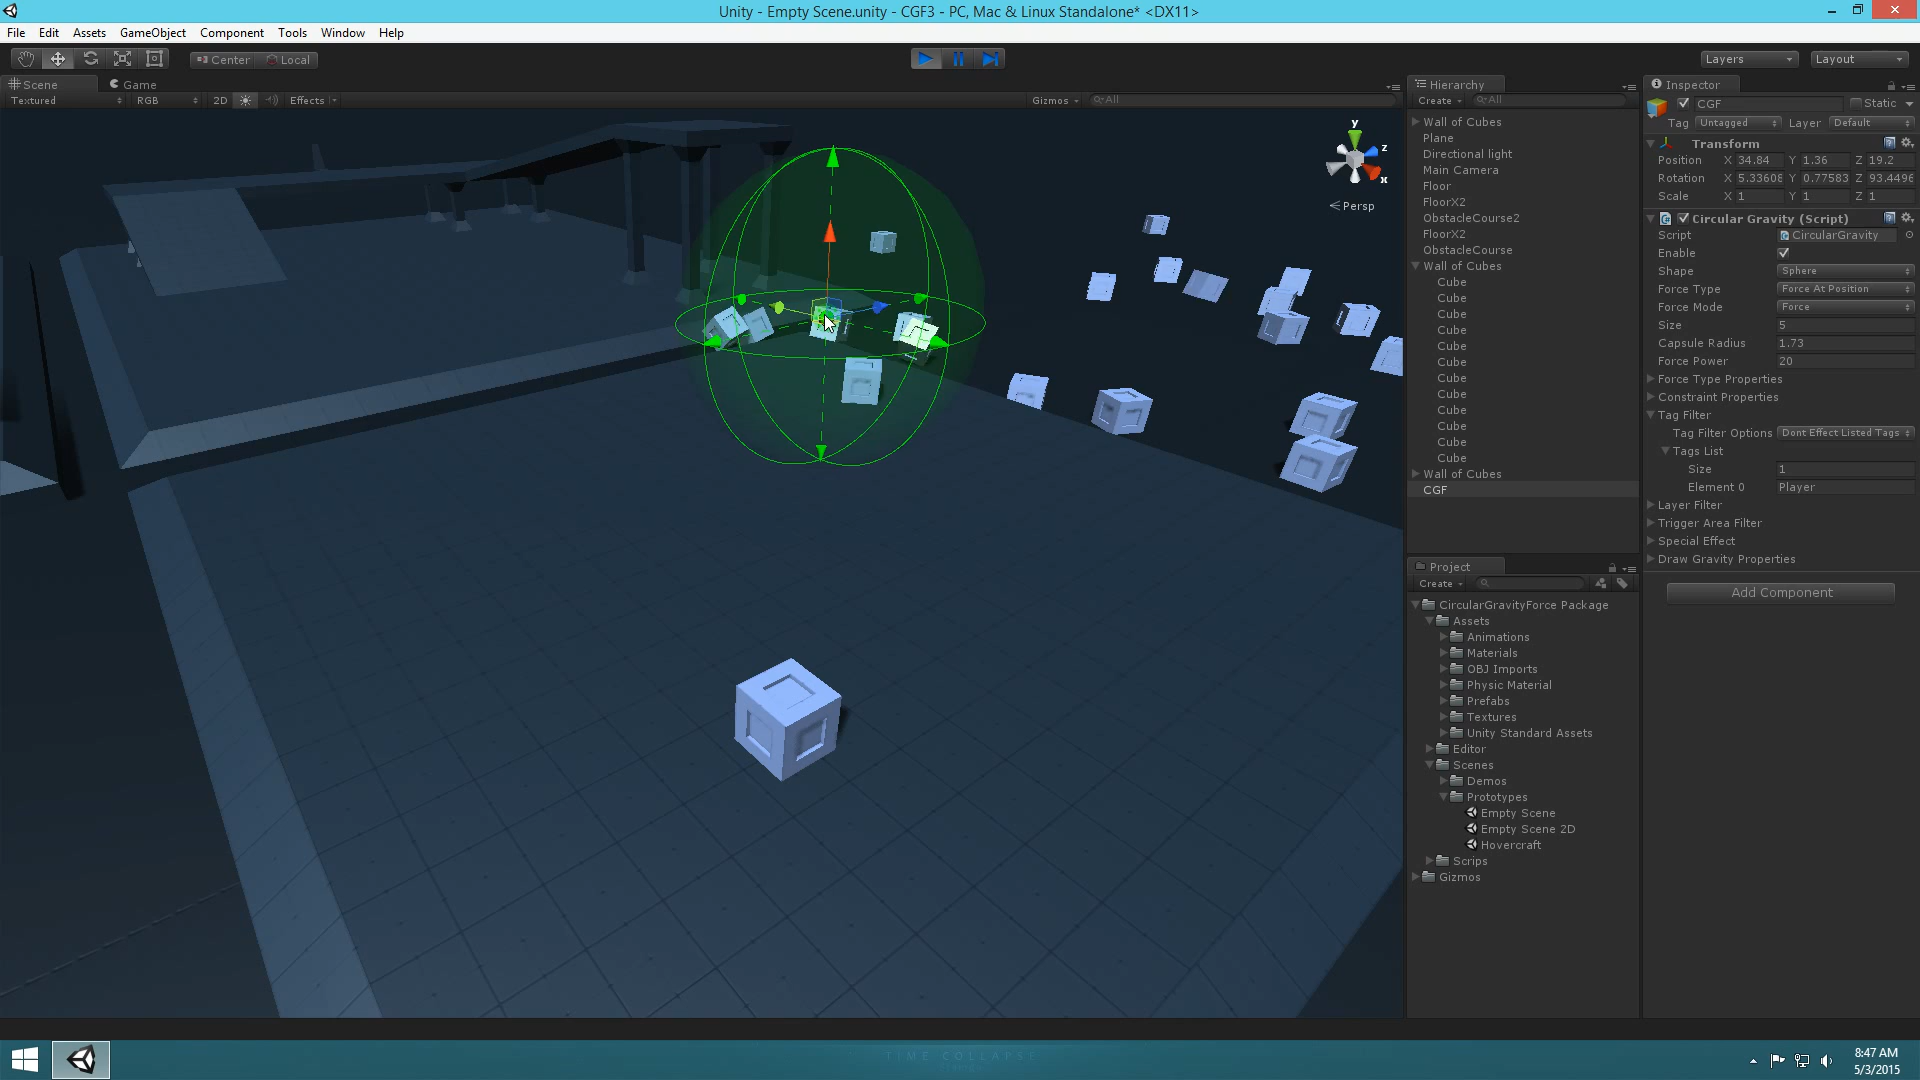 Unity - Empty Scene.unity - CGF3 - PC, Mac & Linux Standalone* <DX11>
File Edit Assets GameObject Component Tools Window Help
Center Local
Layers
Layout
Scene
Game
Textured
RGB
2D
Effects
Gizmos
All
y
z
x
Persp
Hierarchy
Create
All
Wall of Cubes
Plane
Directional light
Main Camera
Floor
FloorX2
ObstacleCourse2
FloorX2
ObstacleCourse
Wall of Cubes
Cube
Cube
Cube
Cube
Cube
Cube
Cube
Cube
Cube
Cube
Cube
Cube
Wall of Cubes
CGF
Project
Create
CircularGravityForce Package
Assets
Animations
Materials
OBJ Imports
Physic Material
Prefabs
Textures
Unity Standard Assets
Editor
Scenes
Demos
Prototypes
Empty Scene
Empty Scene 2D
Hovercraft
Scrips
Gizmos
Inspector
CGF
Static
Tag Untagged Layer Default
Transform
Position X 34.84 Y 1.36 Z 19.2
Rotation X 5.33608 Y 0.77583 Z 93.4496
Scale X 1 Y 1 Z 1
Circular Gravity (Script)
Script CircularGravity
Enable
Shape Sphere
Force Type Force At Position
Force Mode Force
Size 5
Capsule Radius 1.73
Force Power 20
Force Type Properties
Constraint Properties
Tag Filter
Tag Filter Options Dont Effect Listed Tags
Tags List
Size 1
Element 0 Player
Layer Filter
Trigger Area Filter
Special Effect
Draw Gravity Properties
Add Component
TIME COLLAPSE
8:47 AM
5/3/2015